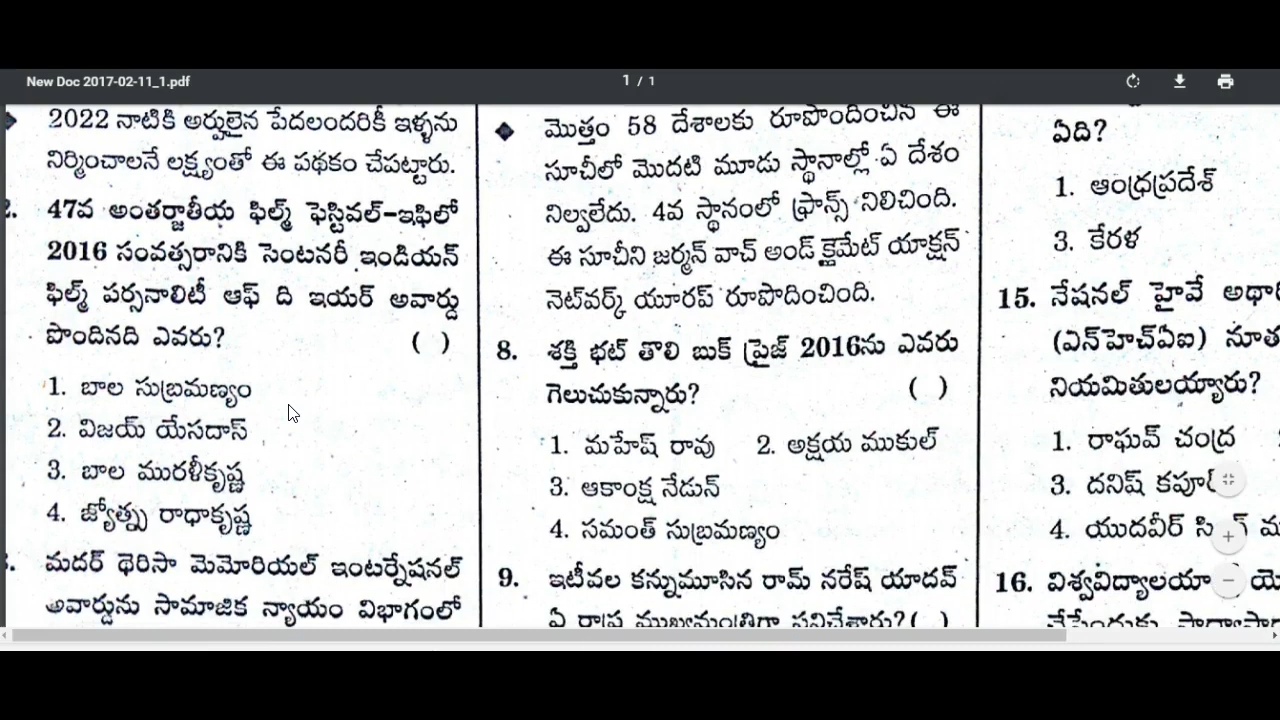 New Doc 2017-02-11_1.pdf
1 / 1
2022 నాటికి అర్హులైన పేదలందరికీ ఇళ్ళను
నిర్మించాలనే లక్ష్యంతో ఈ పథకం చేపట్టారు.
47వ అంతర్జాతీయ ఫిల్మ్ ఫెస్టివల్-ఇఫిలో
2016 సంవత్సరానికి సెంటనరీ ఇండియన్
ఫిల్మ్ పర్సనాలిటీ ఆఫ్ ది ఇయర్ అవార్డు
పొందినది ఎవరు? ( )
1. బాల సుబ్రమణ్యం
2. విజయ్ యేసదాస్
3. బాల మురళీకృష్ణ
4. జ్యోత్స్న రాధాకృష్ణ
మదర్ థెరిసా మెమోరియల్ ఇంటర్నేషనల్
అవార్డును సామాజిక న్యాయం విభాగంలో
మొత్తం 58 దేశాలకు రూపొందించిన ఈ
సూచీలో మొదటి మూడు స్థానాల్లో ఏ దేశం
నిల్వలేదు. 4వ స్థానంలో ఫ్రాన్స్ నిలిచింది.
ఈ సూచీని జర్మన్ వాచ్ అండ్ క్లైమేట్ యాక్షన్
నెట్‌వర్క్ యూరప్ రూపొదించింది.
8. శక్తి భట్ తొలి బుక్ ప్రైజ్ 2016ను ఎవరు
గెలుచుకున్నారు? ( )
1. మహేష్ రావు 2. అక్షయ ముకుల్
3. ఆకాంక్ష నేడున్
4. సమంత్ సుబ్రమణ్యం
9. ఇటీవల కన్నుమూసిన రామ్ నరేష్ యాదవ్
ఏ రాష్ట్ర ముఖ్యమంత్రిగా పనిచేశారు? ( )
ఏది?
1. ఆంధ్రప్రదేశ్
3. కేరళ
15. నేషనల్ హైవే
(ఎన్‌హెచ్ఏఐ)
నియమితులయ్యారు?
1. రాఘవ్ చంద్ర
3. దనిష్
4. యుదవీర్
16.